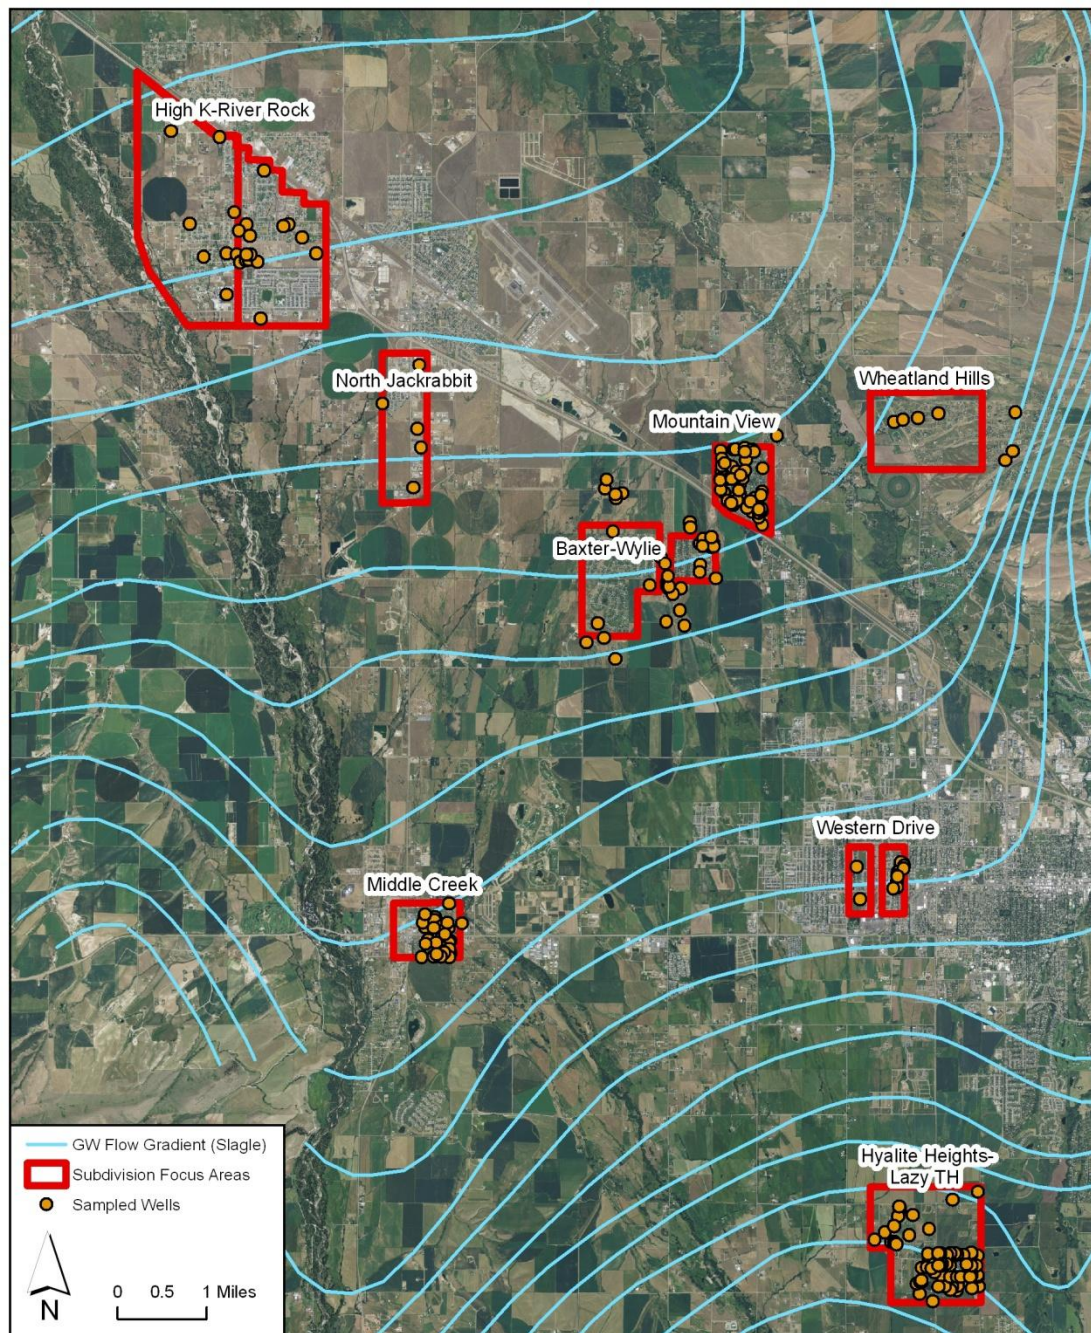 High K-River Rock
North Jackrabbit
Wheatland Hills
Mountain View
Baxter-Wylie
Western Drive
Middle Creek
Hyalite Heights-
Lazy TH
GW Flow Gradient (Slagle)
Subdivision Focus Areas
Sampled Wells
N
0 0.5 1 Miles